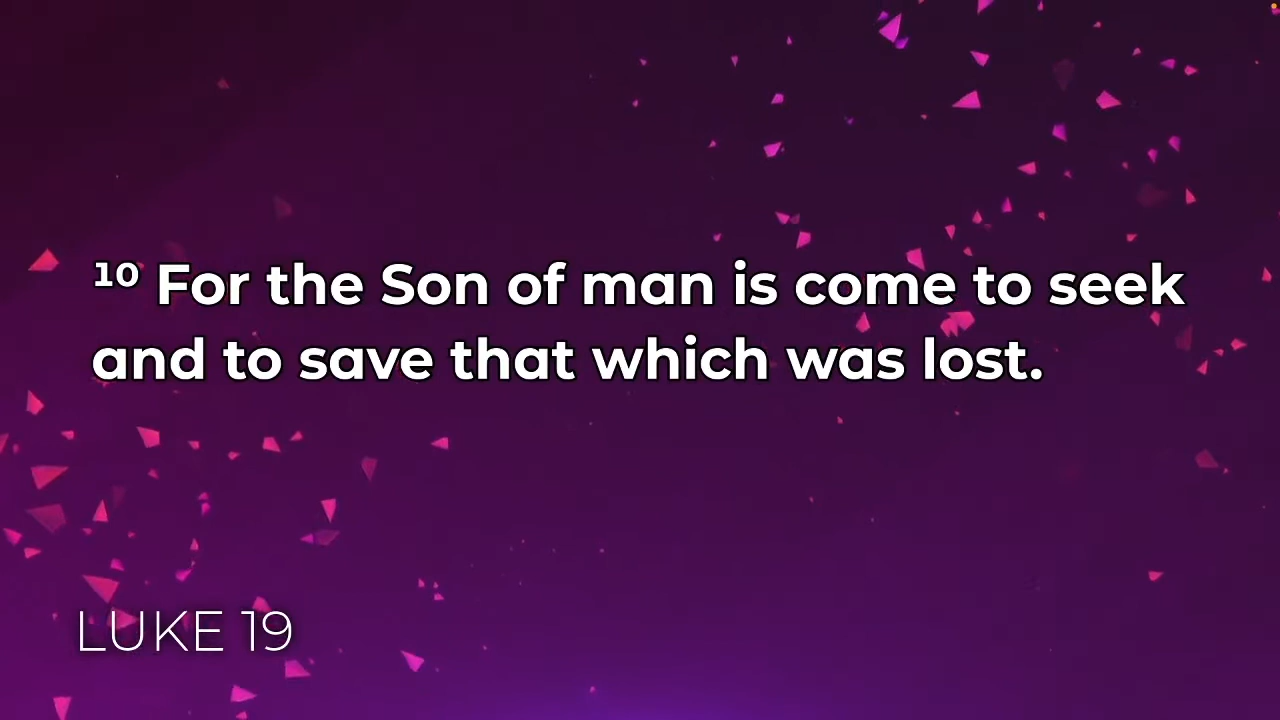 ¹⁰ For the Son of man is come to seek
and to save that which was lost.
LUKE 19